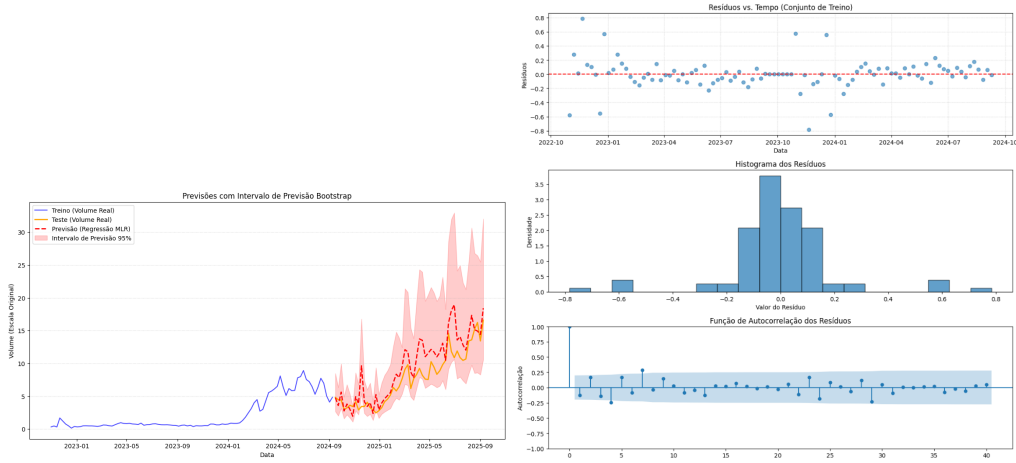 Previsões com Intervalo de Previsão Bootstrap
Treino (Volume Real)
Teste (Volume Real)
Previsão (Regressão MLR)
Intervalo de Previsão 95%
Volume (Escala Original)
30
25
20
15
10
5
0
2023-01 2023-05 2023-09 2024-01 2024-05 2024-09 2025-01 2025-05 2025-09
Data
Resíduos vs. Tempo (Conjunto de Treino)
Resíduos
0.8
0.6
0.4
0.2
0.0
−0.2
−0.4
−0.6
−0.8
2022-10 2023-01 2023-04 2023-07 2023-10 2024-01 2024-04 2024-07 2024-10
Data
Histograma dos Resíduos
Densidade
3.5
3.0
2.5
2.0
1.5
1.0
0.5
0.0
−0.8 −0.6 −0.4 −0.2 0.0 0.2 0.4 0.6 0.8
Valor do Resíduo
Função de Autocorrelação dos Resíduos
Autocorrelação
1.00
0.75
0.50
0.25
0.00
−0.25
−0.50
−0.75
−1.00
0 5 10 15 20 25 30 35 40